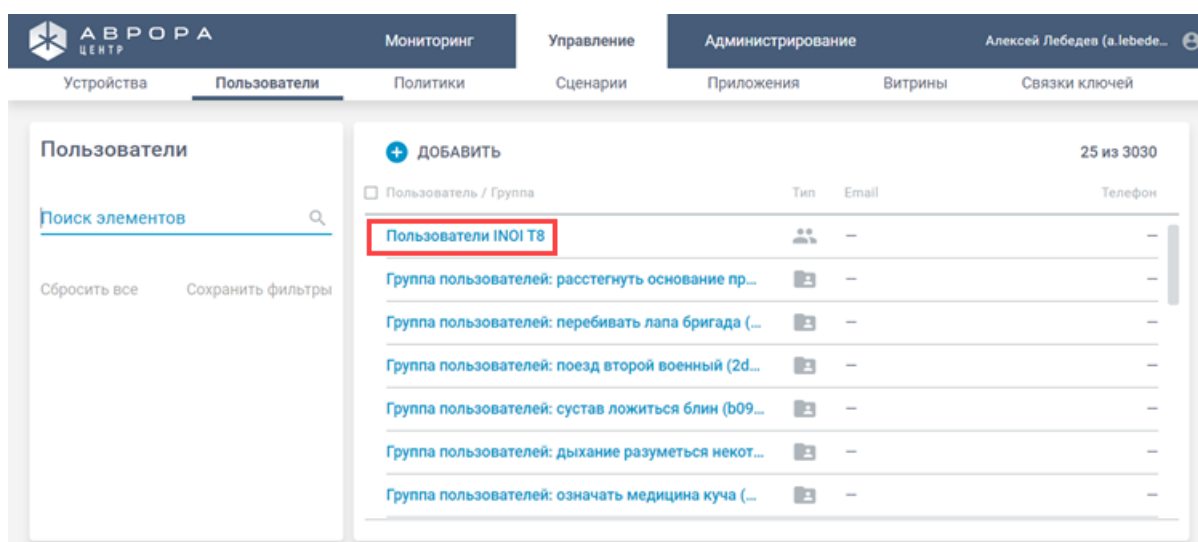 АВРОРА
ЦЕНТР
Мониторинг Управление Администрирование Алексей Лебедев (a.lebede...
Устройства Пользователи Политики Сценарии Приложения Витрины Связки ключей
Пользователи
Поиск элементов
Сбросить все Сохранить фильтры
ДОБАВИТЬ 25 из 3030
Пользователь / Группа Тип Email Телефон
Пользователи INOI T8 — —
Группа пользователей: расстегнуть основание пр... — —
Группа пользователей: перебивать лапа бригада (... — —
Группа пользователей: поезд второй военный (2d... — —
Группа пользователей: сустав ложиться блин (b09... — —
Группа пользователей: дыхание разуметься некот... — —
Группа пользователей: означать медицина куча (... — —